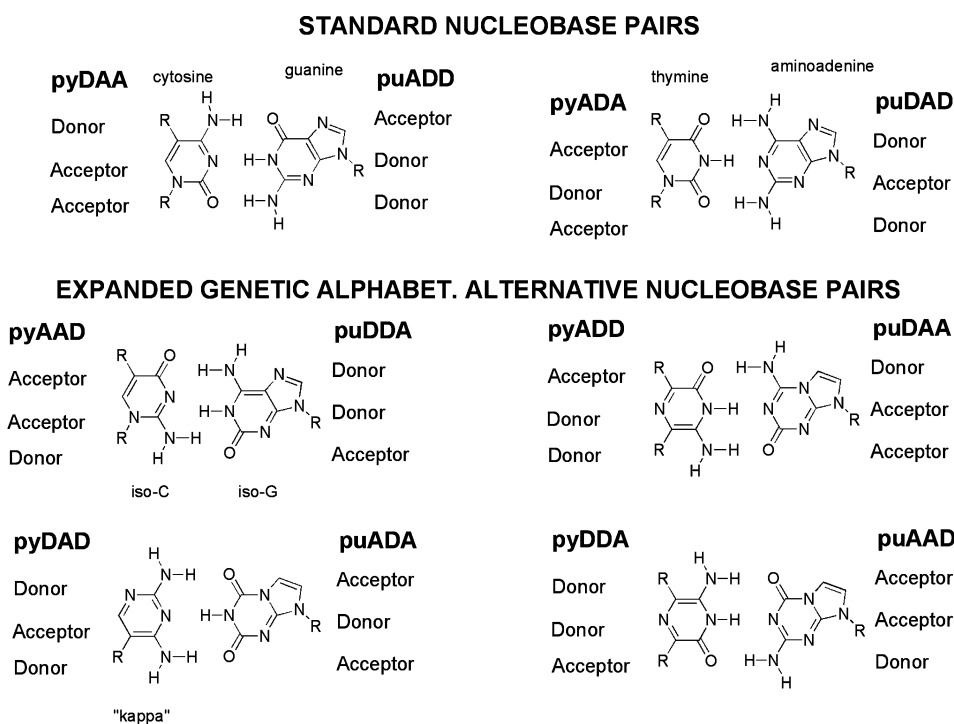 STANDARD NUCLEOBASE PAIRS
pyDAA
cytosine
guanine
puADD
Donor
Acceptor
Acceptor
Acceptor
Donor
Donor
H
N-H
R
N
N
O
R
O
N
H-N
N
N
R
N-H
H
pyADA
thymine
aminoadenine
puDAD
Acceptor
Donor
Acceptor
Donor
Acceptor
Donor
R
O
N-H
N
O
R
H
H-N
N
N
N
N
R
H-N
H
EXPANDED GENETIC ALPHABET. ALTERNATIVE NUCLEOBASE PAIRS
pyAAD
puDDA
Acceptor
Acceptor
Donor
Donor
Donor
Acceptor
R
O
N
N
R
N-H
H
H
H-N
N
H-N
N
N
R
O
iso-C
iso-G
pyADD
puDAA
Acceptor
Donor
Donor
Donor
Acceptor
Acceptor
R
O
N
N-H
R
N-H
H
H
H-N
N
N
N
N
R
O
pyDAD
puADA
Donor
Acceptor
Donor
Acceptor
Donor
Acceptor
H
N-H
N
N
R
N-H
H
O
N
H-N
N
N
R
O
"kappa"
pyDDA
puAAD
Donor
Donor
Acceptor
Acceptor
Acceptor
Donor
H
R
N-H
N
N-H
R
O
O
N
N
N
N
R
H-N
H